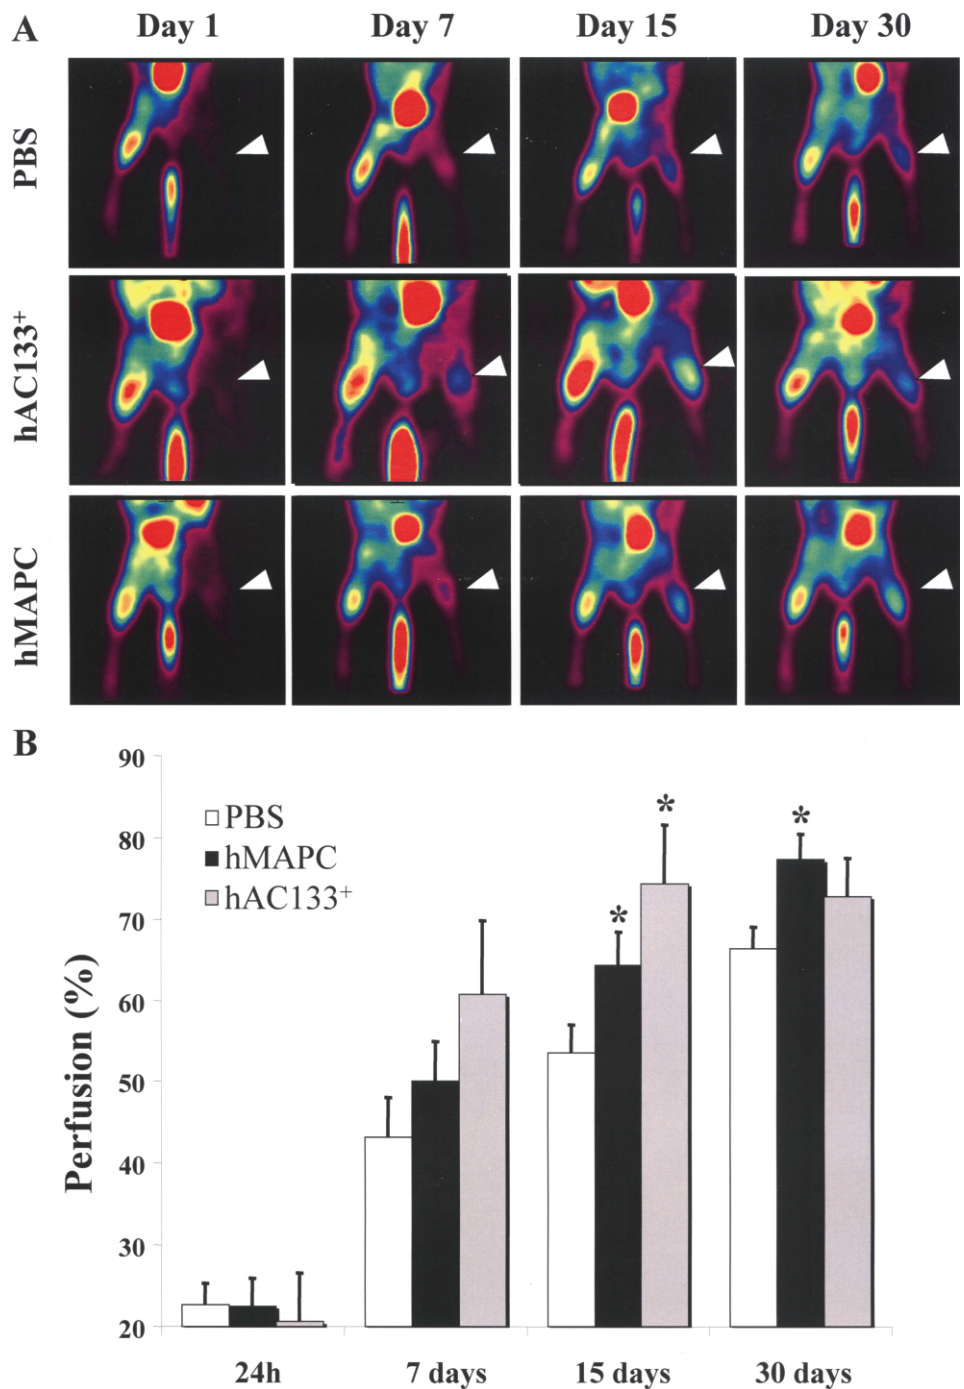 A
Day 1 Day 7 Day 15 Day 30
PBS
hAC133+
hMAPC
B
Perfusion (%)
90
80
70
60
50
40
30
20
PBS
hMAPC
hAC133+
*
*
*
24h 7 days 15 days 30 days